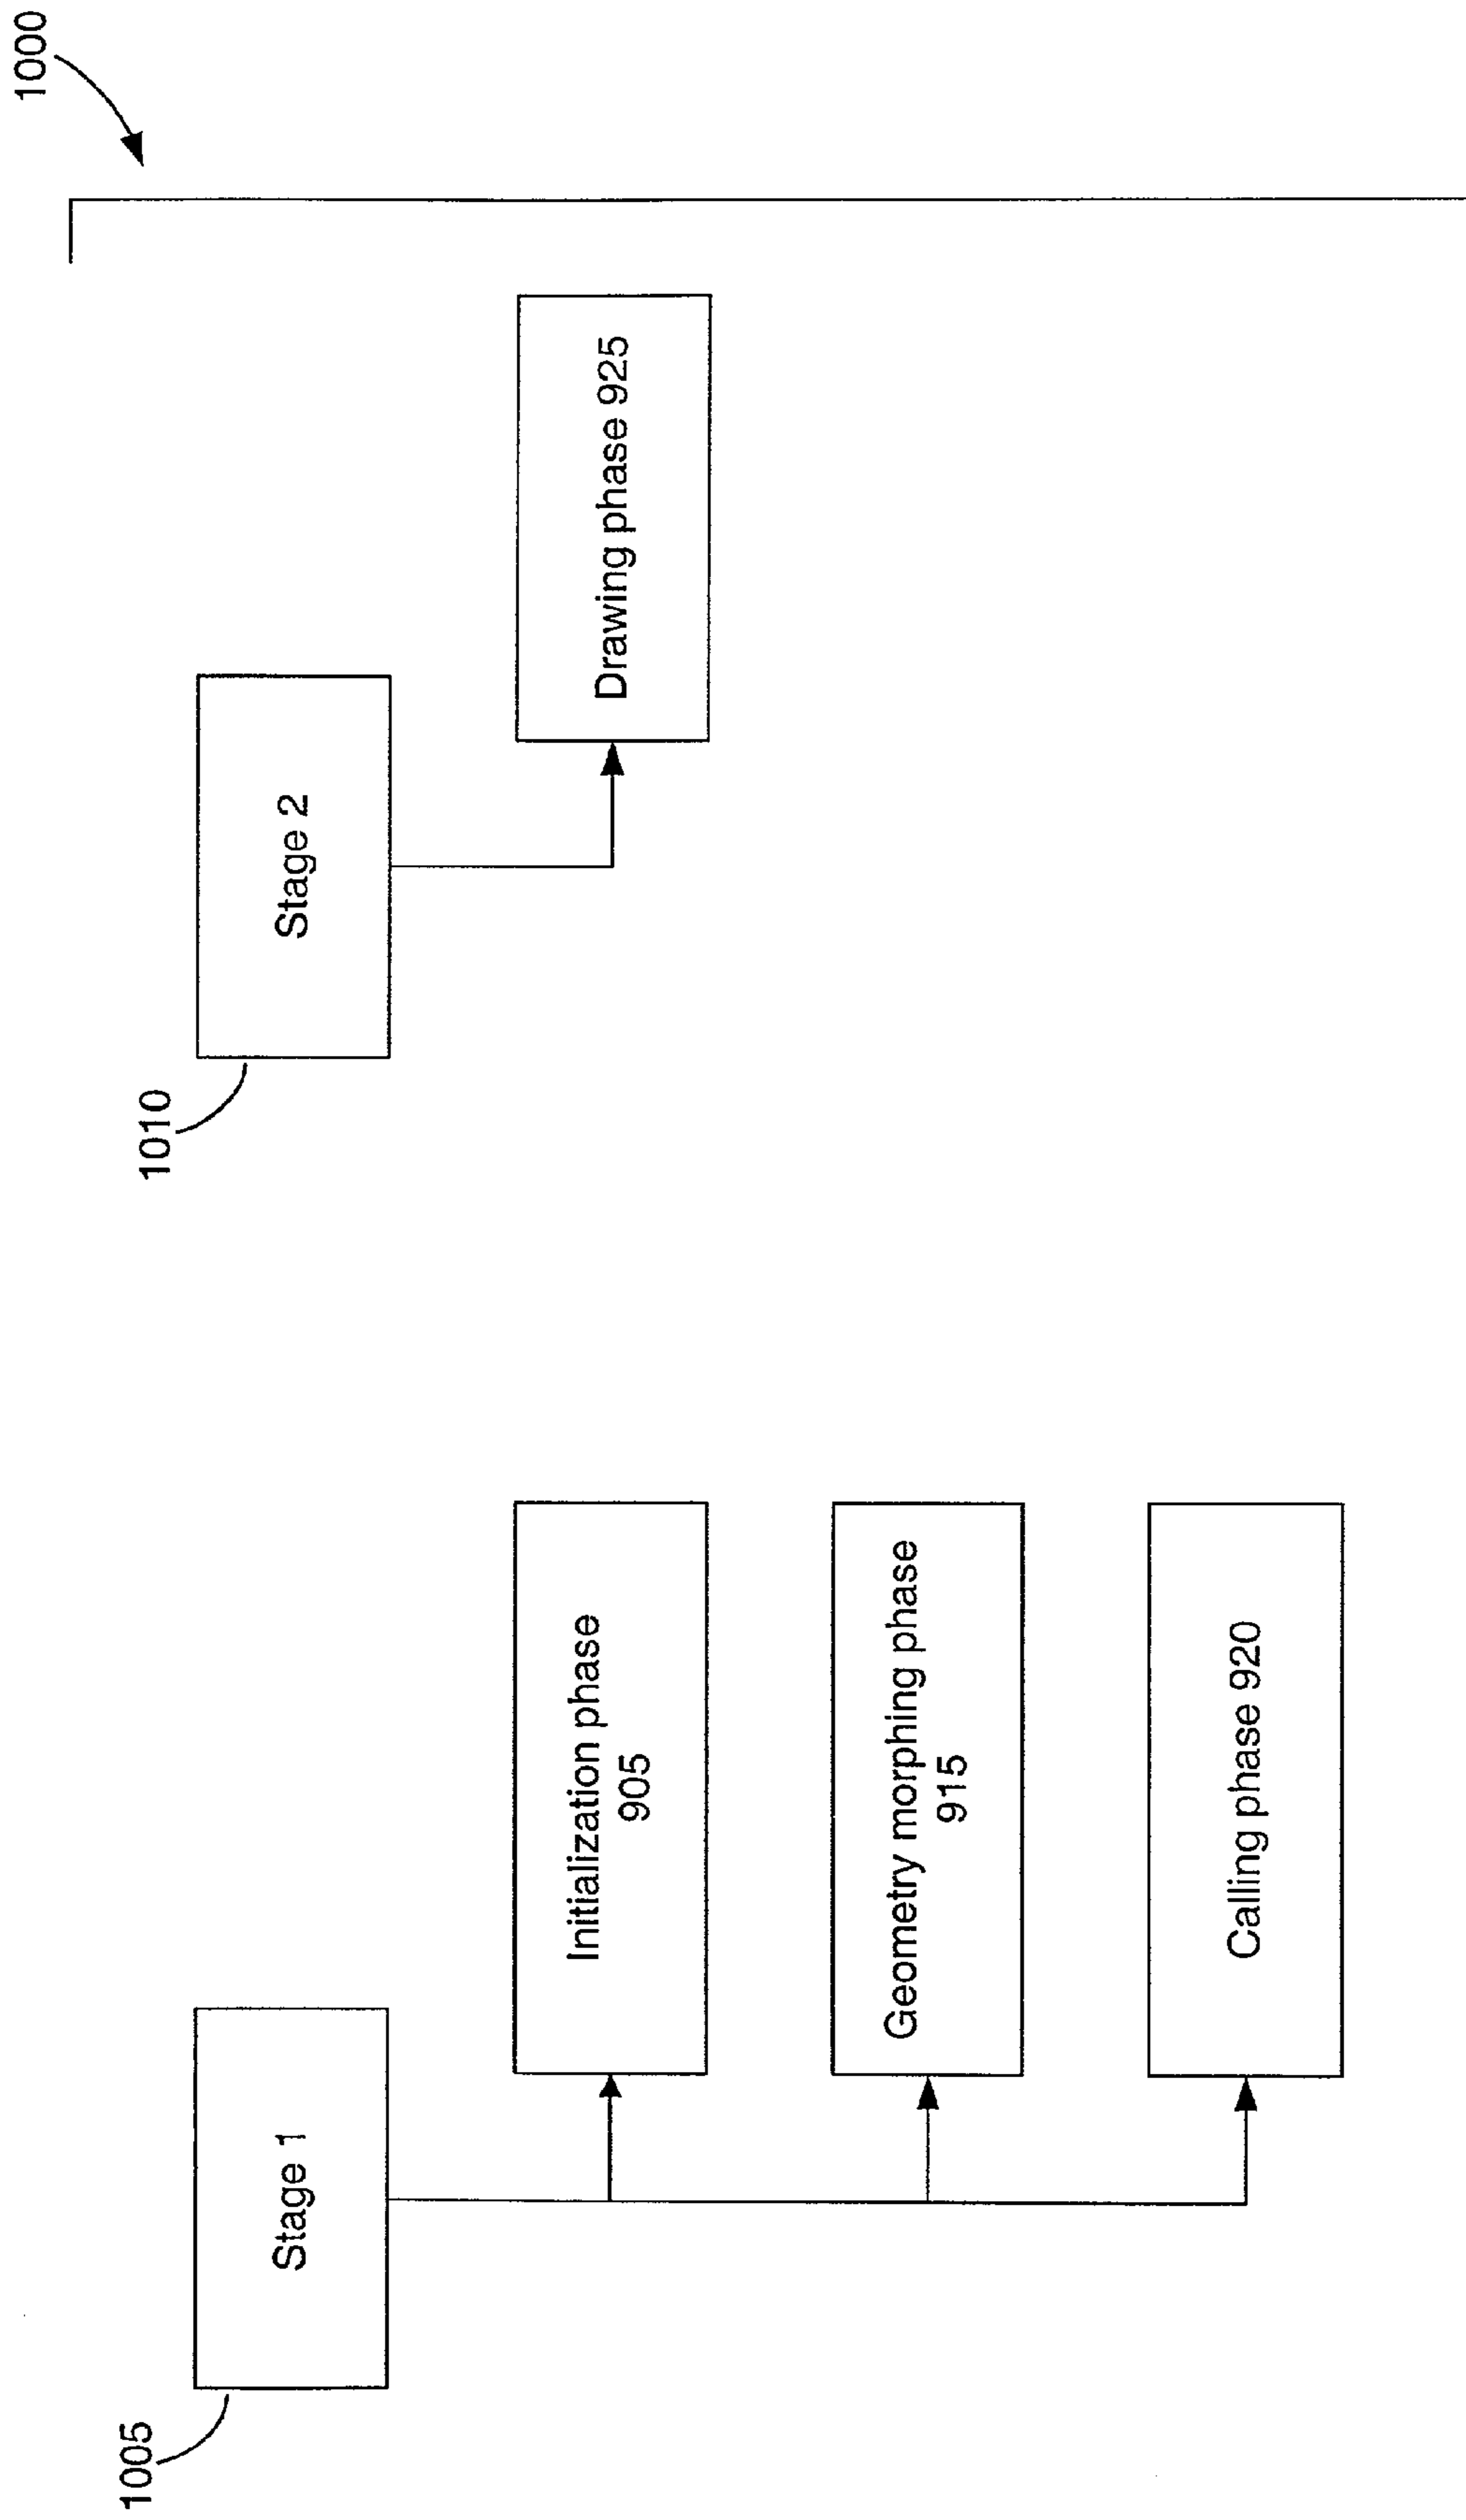 1000
1005
Stage 1
Initialization phase
905
Geometry morphing phase
915
Calling phase 920
1010
Stage 2
Drawing phase 925